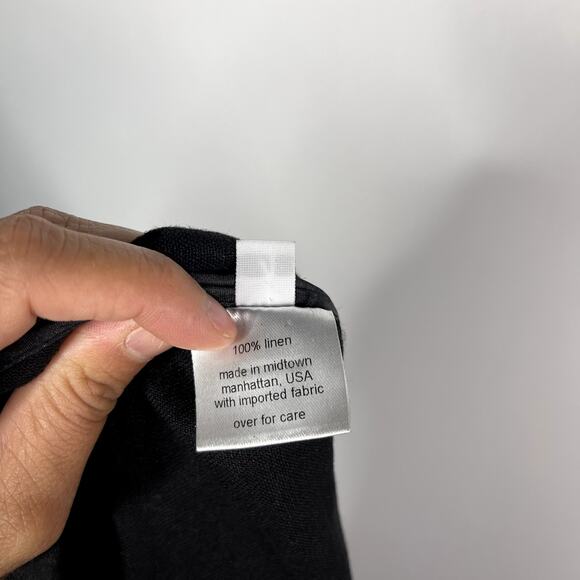 100% linen
made in midtown
manhattan, USA
with imported fabric
over for care